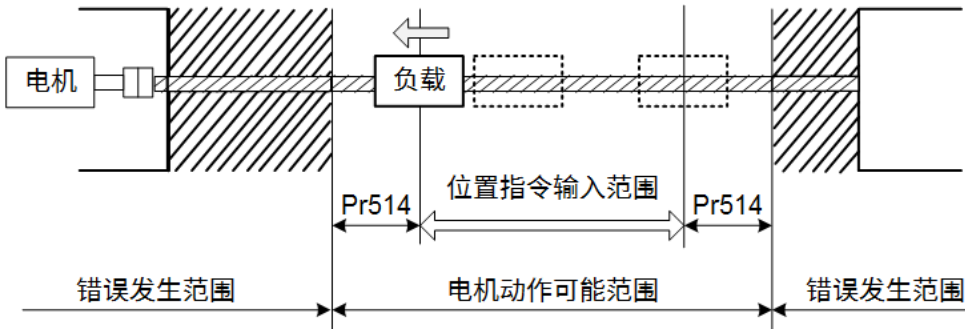 电机
负载
位置指令输入范围
Pr514
Pr514
错误发生范围
电机动作可能范围
错误发生范围